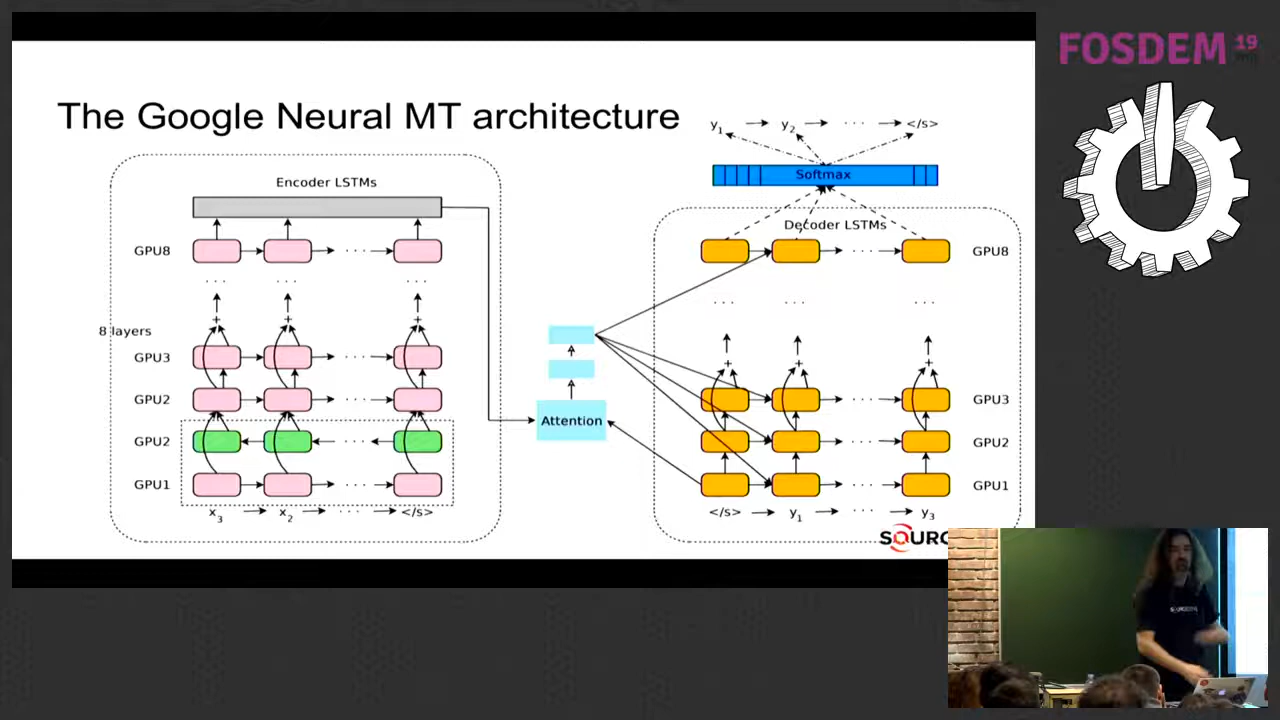 FOSDEM 19
The Google Neural MT architecture
y1 y2 · · · </s>
Softmax
Encoder LSTMs
Decoder LSTMs
GPU8
GPU8
· · · · · · · · ·
· · · · · · · · ·
8 layers
+ + +
+ + +
GPU3
GPU2
GPU2
GPU1
x3 x2 · · · </s>
Attention
GPU3
GPU2
GPU1
</s> y1 · · · y3